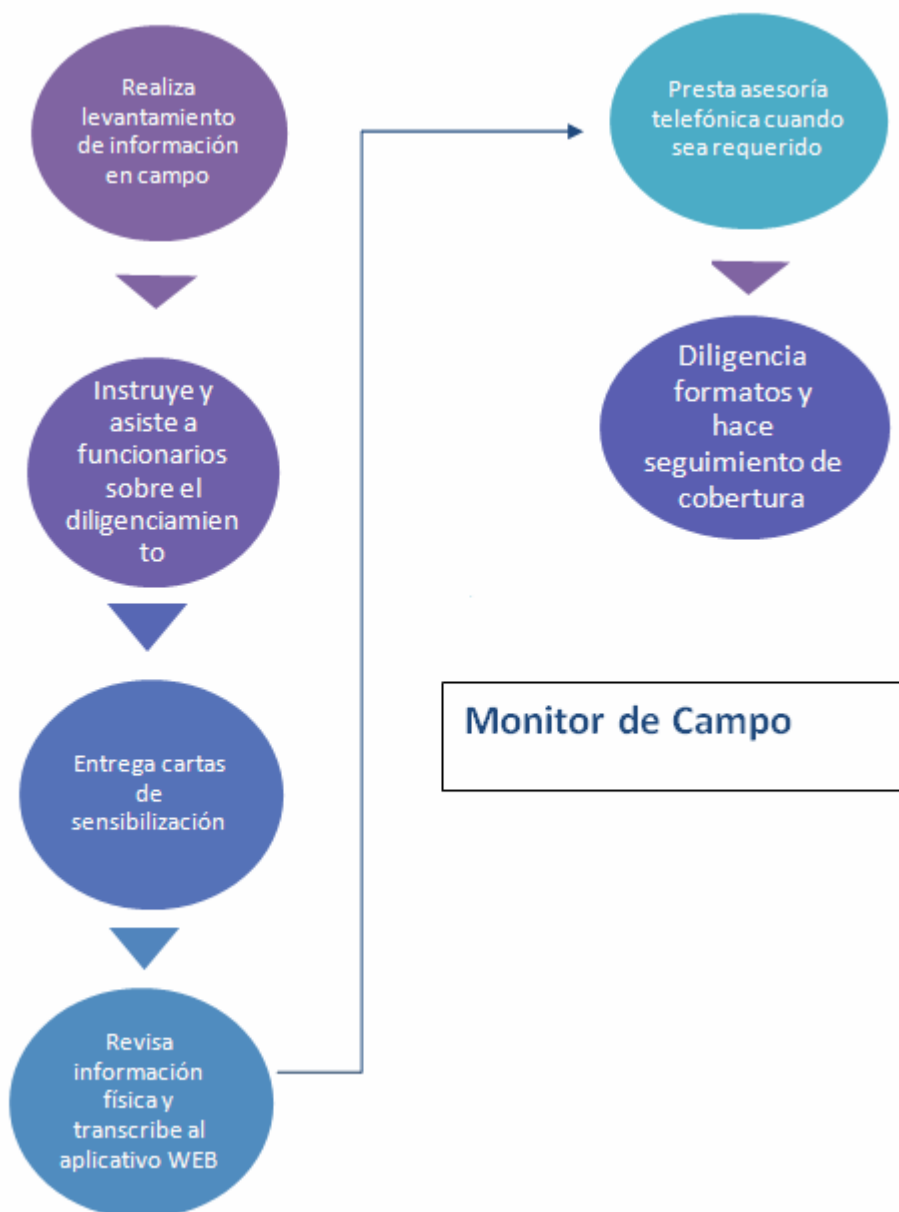 Realiza
levantamiento
de información
en campo
Instruye y
asiste a
funcionarios
sobre el
diligenciamien
to
Entrega cartas
de
sensibilización
Revisa
información
física y
transcribe al
aplicativo WEB
Presta asesoría
telefónica cuando
sea requerido
Diligencia
formatos y
hace
seguimiento de
cobertura
Monitor de Campo